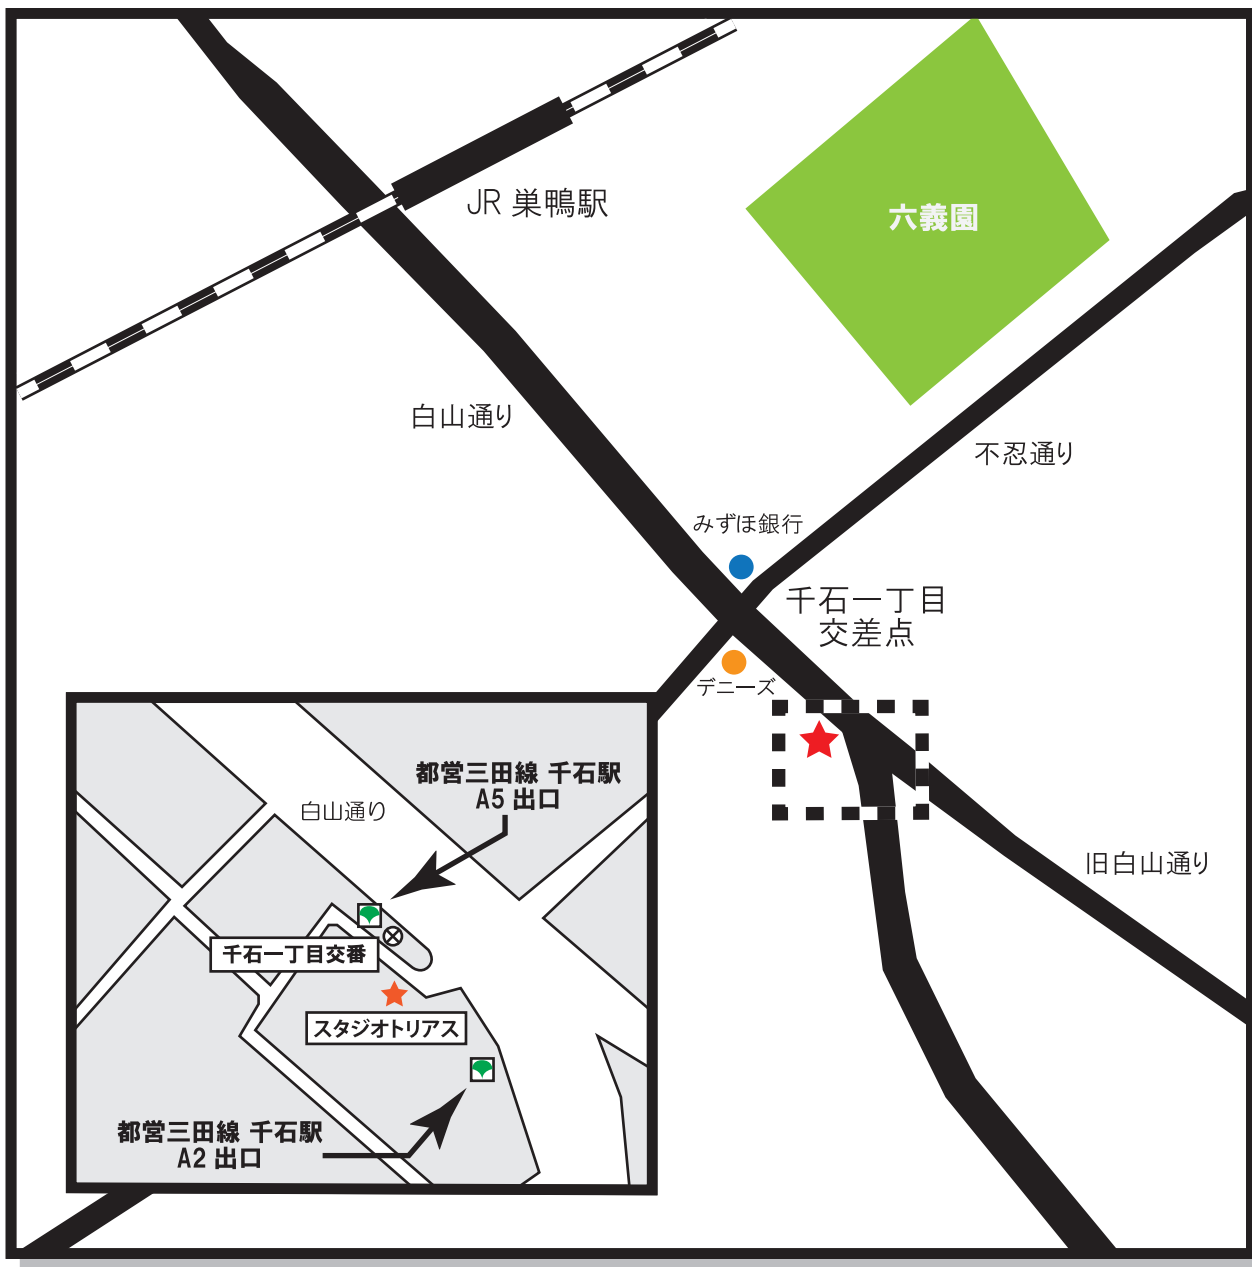 JR 巣鴨駅
六義園
白山通り
不忍通り
みずほ銀行
千石一丁目
交差点
デニーズ
都営三田線 千石駅
A5 出口
白山通り
千石一丁目交番
スタジオトリアス
都営三田線 千石駅
A2 出口
旧白山通り